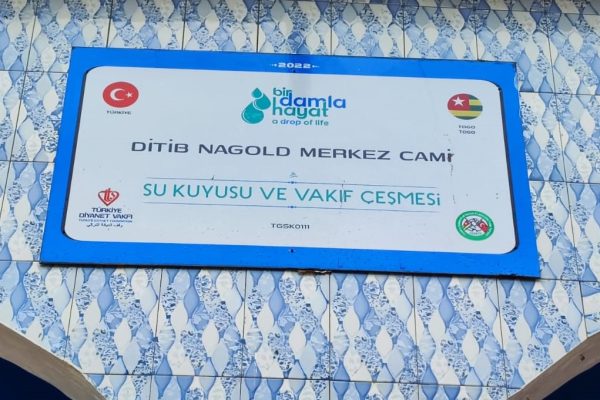 2022
TÜRKİYE
bir
damla
hayat
a drop of life
TOGO
TOGO
DİTİB NAGOLD MERKEZ CAMİ
SU KUYUSU VE VAKIF ÇEŞMESİ
TÜRKİYE
DİYANET VAKFI
TGSK0111